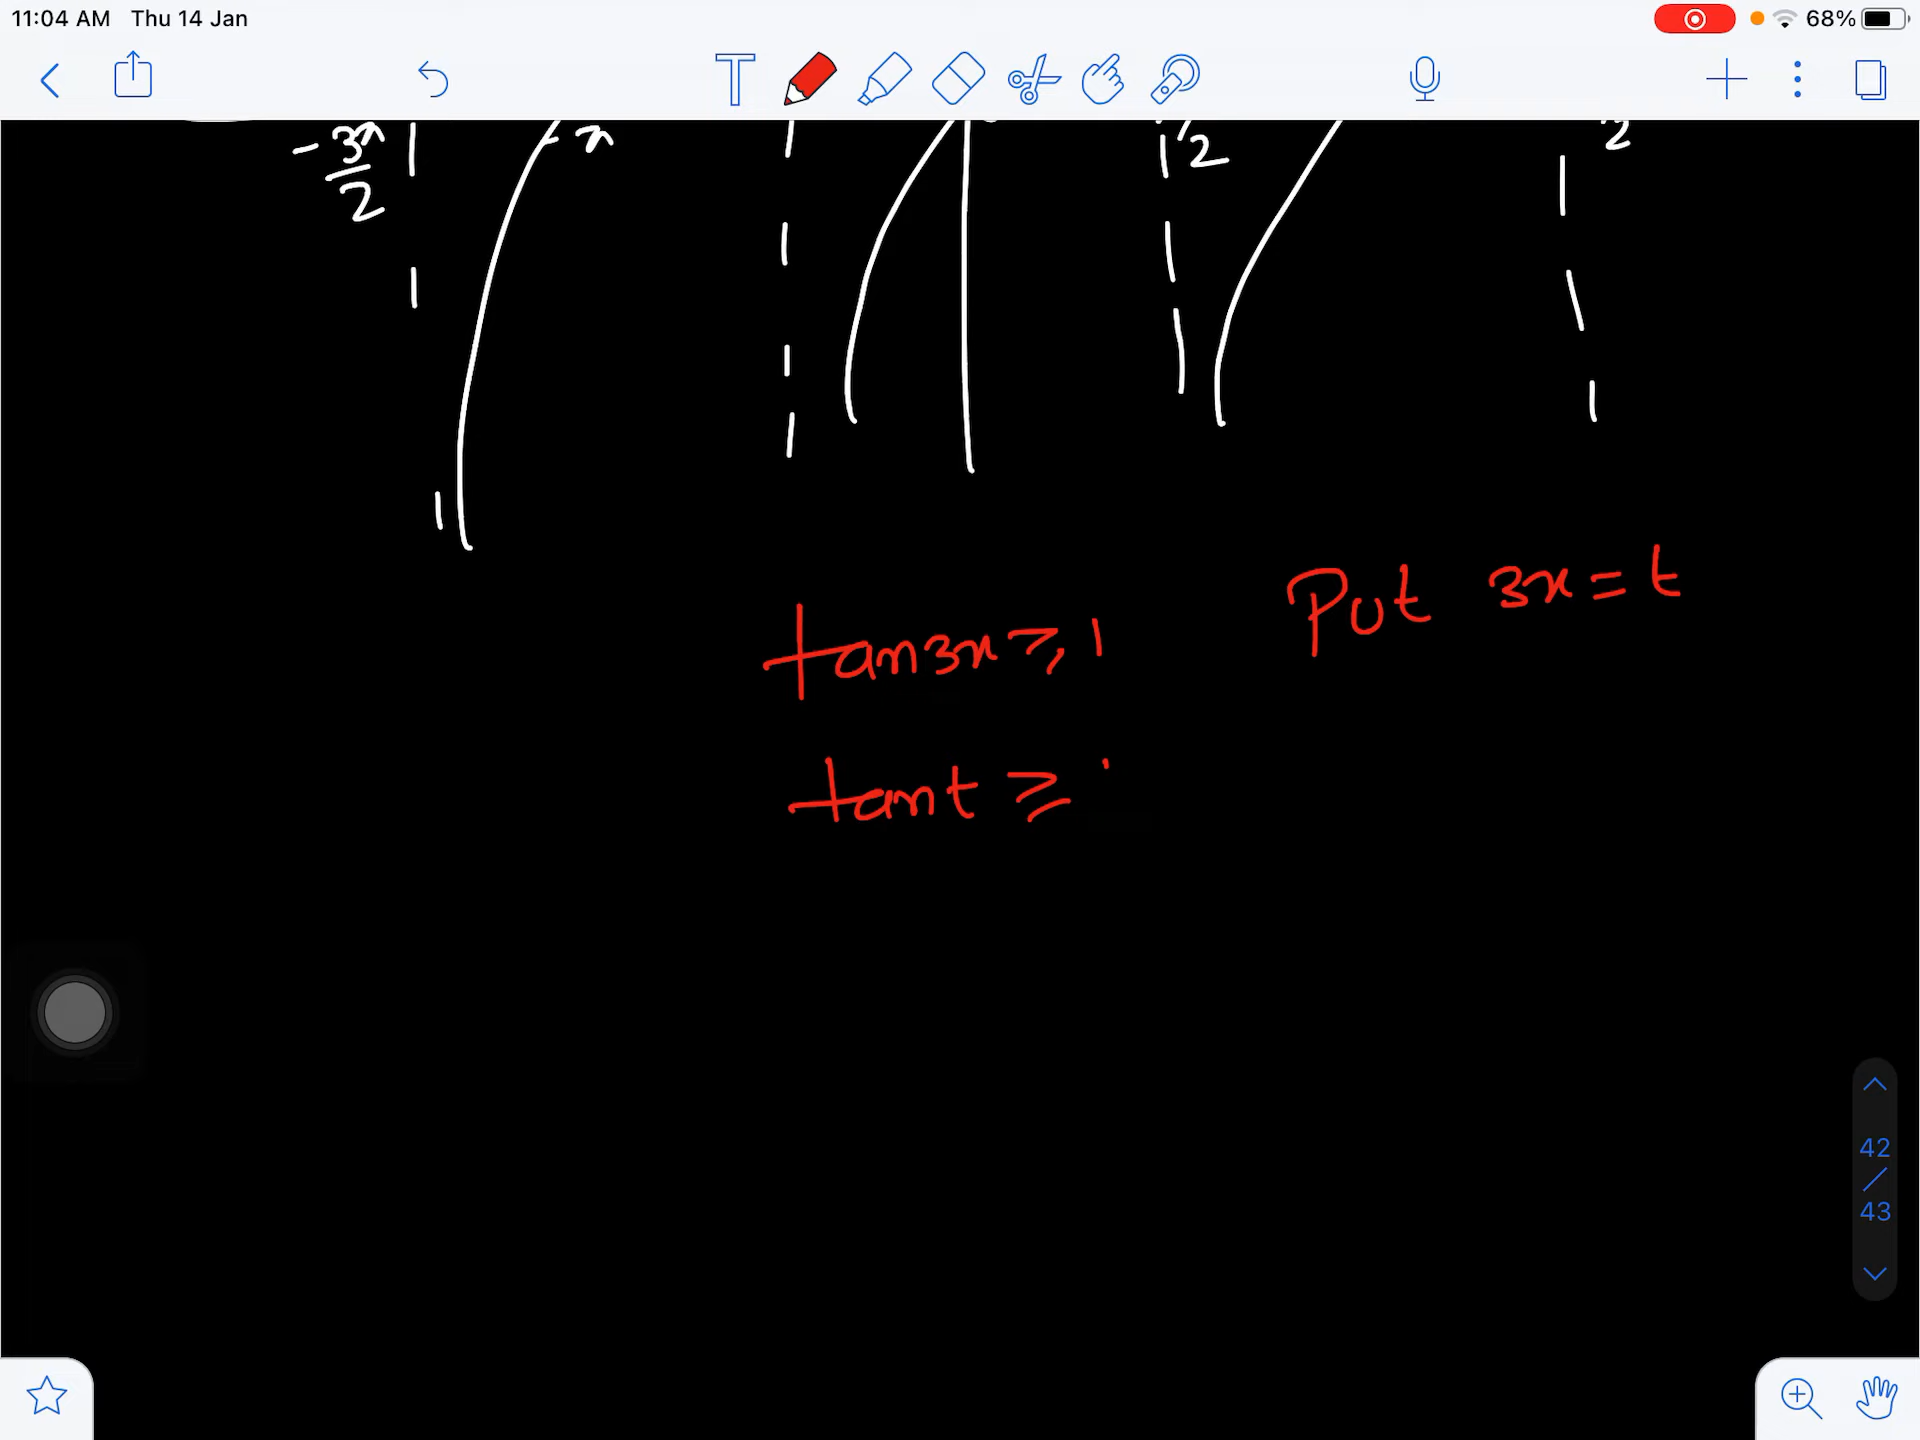 11:04 AM Thu 14 Jan
68%
T
-3π/2
-π
2
2
Put 3x = t
tan3x ≥ 1
tant ≥
42
/
43